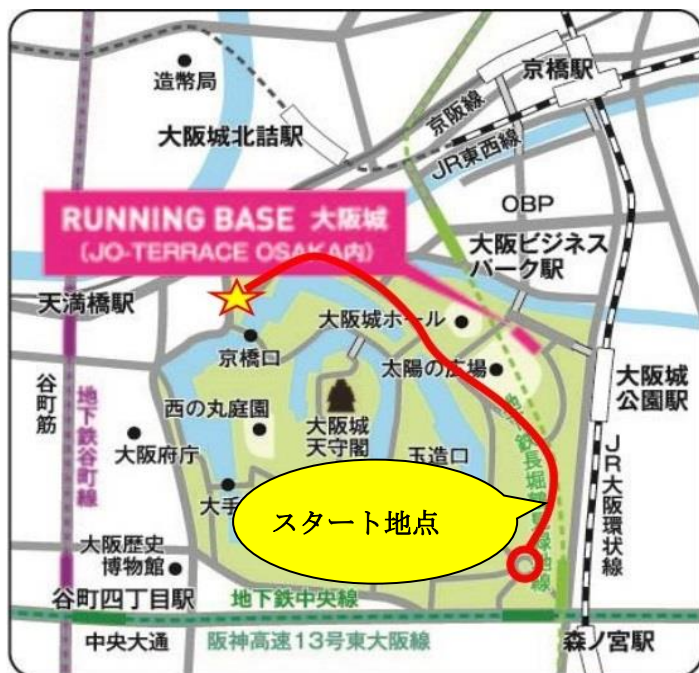 京橋駅
造幣局
京阪線
大阪城北詰駅
JR東西線
OBP
RUNNING BASE 大阪城
（JO-TERRACE OSAKA内）
大阪ビジネス
パーク駅
天満橋駅
大阪城ホール
京橋口
太陽の広場
大阪城
公園駅
谷町筋
地下鉄谷町線
西の丸庭園
大阪城
天守閣
玉造口
大阪府庁
大手
JR大阪環状線
スタート地点
大阪歴史
博物館
谷町四丁目駅
地下鉄中央線
中央大通
阪神高速13号東大阪線
森ノ宮駅